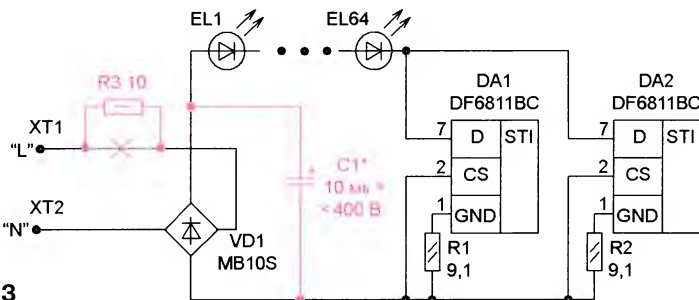 EL1
EL64
R3 10
DA1
DF6811BC
DA2
DF6811BC
XT1
"L"
7
D
STI
7
D
STI
C1*
10 мк ×
< 400 В
2
CS
2
CS
XT2
"N"
1
GND
1
GND
VD1
MB10S
R1
9,1
R2
9,1
3